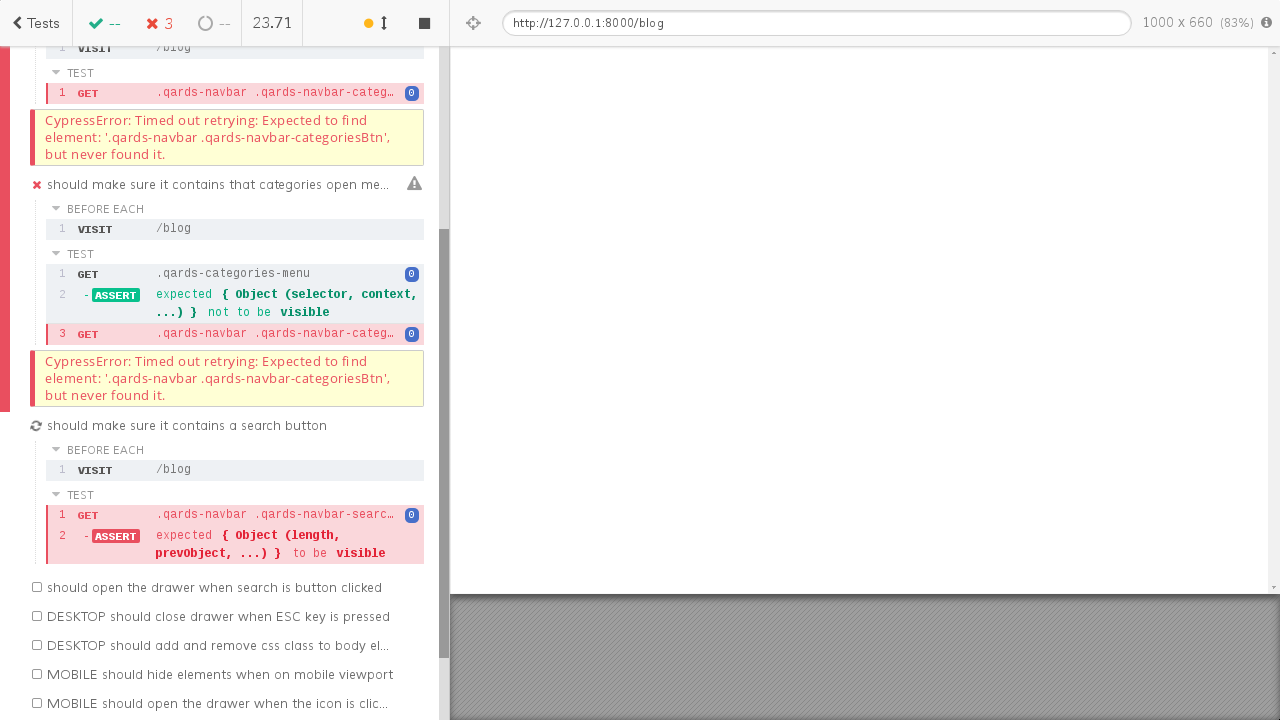 Tests -- 3 -- 23.71 http://127.0.0.1:8000/blog 1000 x 660 (83%)
1 VISIT /blog
TEST
1 GET .qards-navbar .qards-navbar-categ… 0
CypressError: Timed out retrying: Expected to find
element: '.qards-navbar .qards-navbar-categoriesBtn',
but never found it.
should make sure it contains that categories open me...
BEFORE EACH
1 VISIT /blog
TEST
1 GET .qards-categories-menu 0
2 -ASSERT expected { Object (selector, context,
...) } not to be visible
3 GET .qards-navbar .qards-navbar-categ… 0
CypressError: Timed out retrying: Expected to find
element: '.qards-navbar .qards-navbar-categoriesBtn',
but never found it.
should make sure it contains a search button
BEFORE EACH
1 VISIT /blog
TEST
1 GET .qards-navbar .qards-navbar-searc… 0
2 -ASSERT expected { Object (length,
prevObject, ...) } to be visible
should open the drawer when search is button clicked
DESKTOP should close drawer when ESC key is pressed
DESKTOP should add and remove css class to body el...
MOBILE should hide elements when on mobile viewport
MOBILE should open the drawer when the icon is clic...